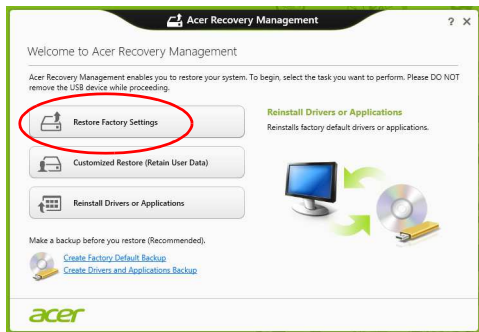 Acer Recovery Management
? X
Welcome to Acer Recovery Management
Acer Recovery Management enables you to restore your system. To begin, select the task you want to perform. Please DO NOT
remove the USB device while proceeding.
Restore Factory Settings
Customized Restore (Retain User Data)
Reinstall Drivers or Applications
Reinstall Drivers or Applications
Reinstalls factory default drivers or applications.
Make a backup before you restore (Recommended).
Create Factory Default Backup
Create Drivers and Applications Backup
acer